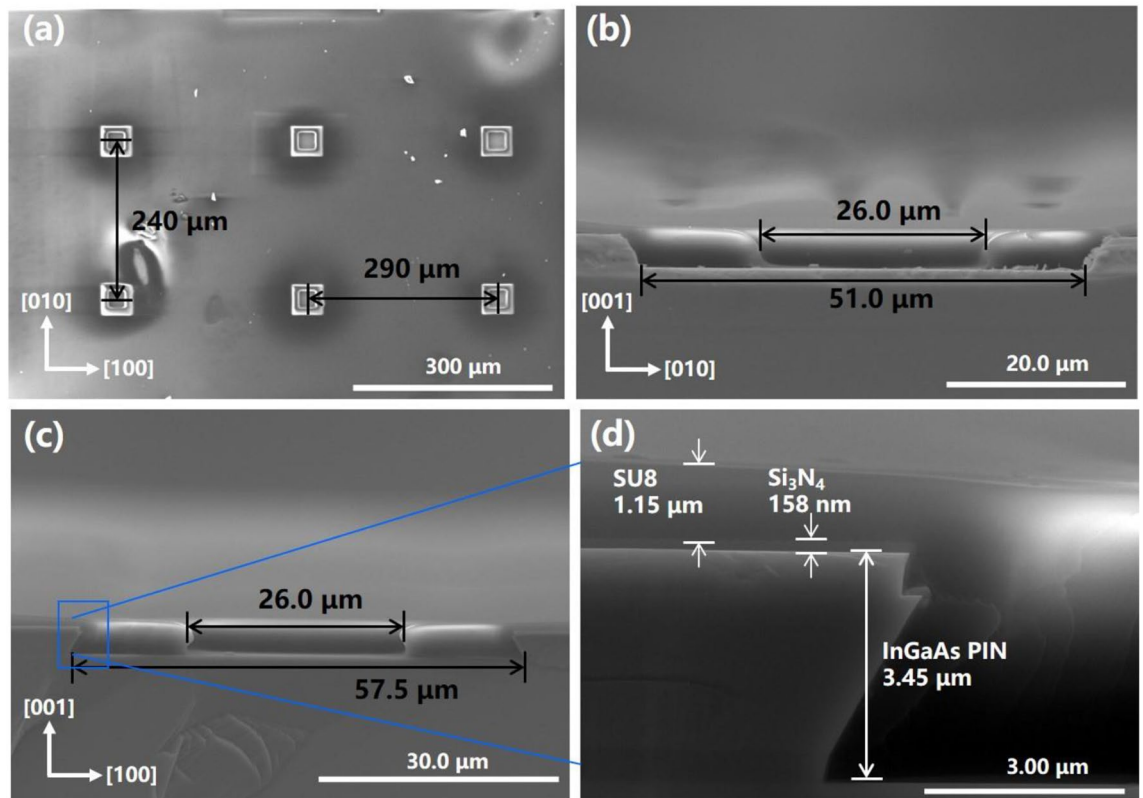 (a)
240 µm
290 µm
[010]
[100]
300 µm
(b)
26.0 µm
51.0 µm
[001]
[010]
20.0 µm
(c)
26.0 µm
57.5 µm
[001]
[100]
30.0 µm
(d)
SU8
1.15 µm
Si₃N₄
158 nm
InGaAs PIN
3.45 µm
3.00 µm